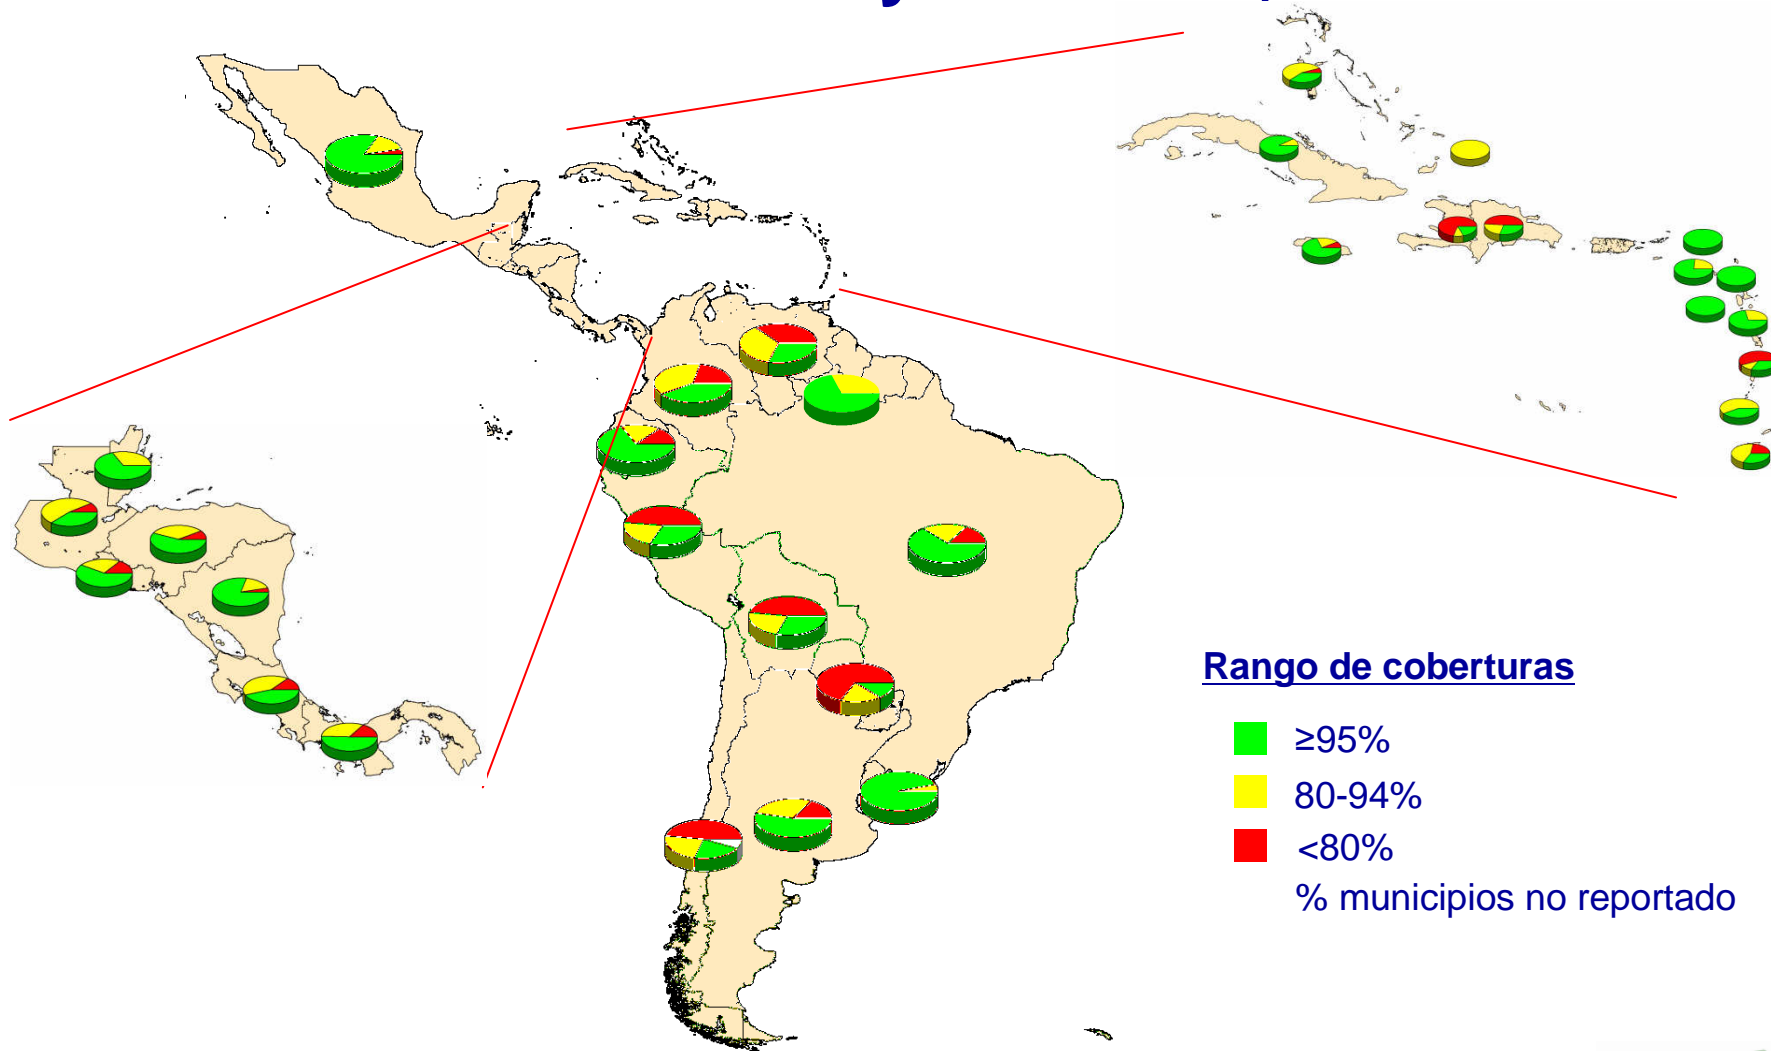 Rango de coberturas
≥95%
80-94%
<80%
% municipios no reportado